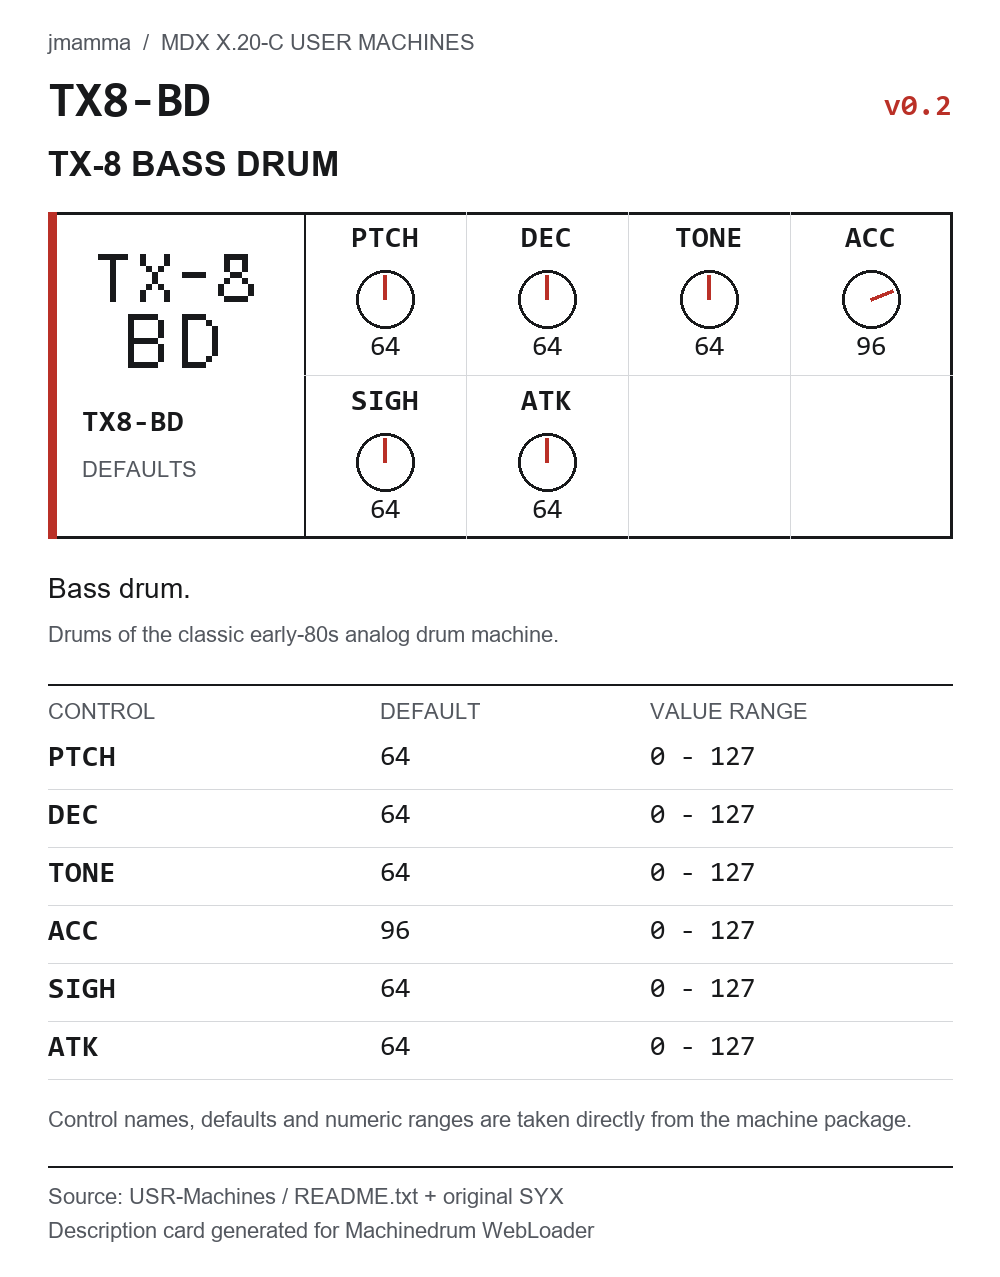 jmamma / MDX X.20-C USER MACHINES
TX8-BD
v0.2
TX-8 BASS DRUM
TX-8
BD
TX8-BD
DEFAULTS
PTCH DEC TONE ACC
64 64 64 96
SIGH ATK
64 64
Bass drum.
Drums of the classic early-80s analog drum machine.
CONTROL DEFAULT VALUE RANGE
PTCH 64 0 - 127
DEC 64 0 - 127
TONE 64 0 - 127
ACC 96 0 - 127
SIGH 64 0 - 127
ATK 64 0 - 127
Control names, defaults and numeric ranges are taken directly from the machine package.
Source: USR-Machines / README.txt + original SYX
Description card generated for Machinedrum WebLoader